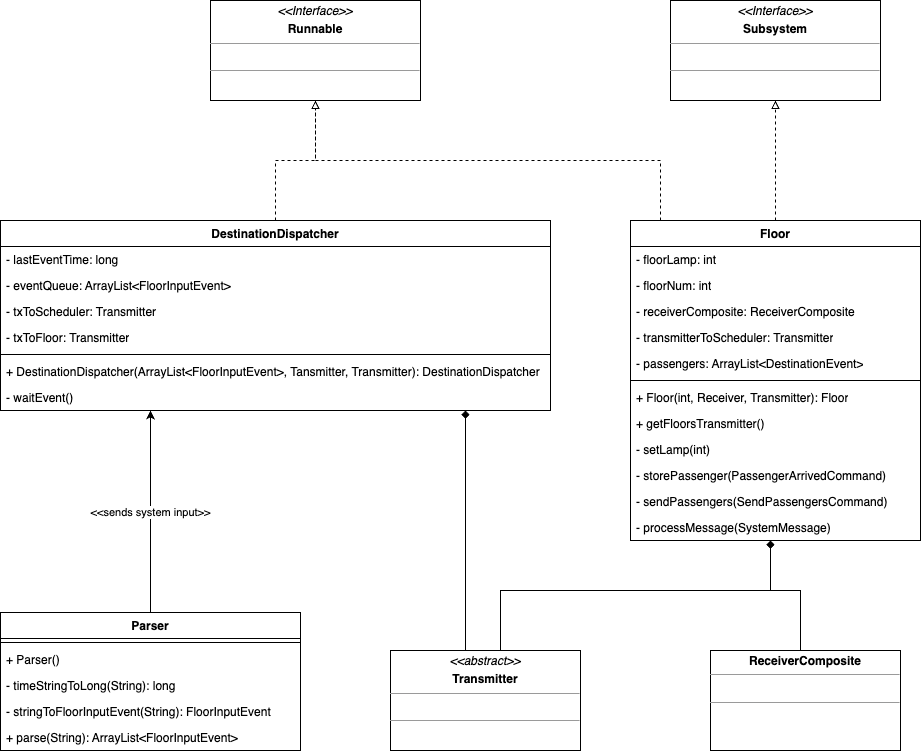 <<Interface>>
Runnable
<<Interface>>
Subsystem
DestinationDispatcher
- lastEventTime: long
- eventQueue: ArrayList<FloorInputEvent>
- txToScheduler: Transmitter
- txToFloor: Transmitter
+ DestinationDispatcher(ArrayList<FloorInputEvent>, Tansmitter, Transmitter): DestinationDispatcher
- waitEvent()
Floor
- floorLamp: int
- floorNum: int
- receiverComposite: ReceiverComposite
- transmitterToScheduler: Transmitter
- passengers: ArrayList<DestinationEvent>
+ Floor(int, Receiver, Transmitter): Floor
+ getFloorsTransmitter()
- setLamp(int)
- storePassenger(PassengerArrivedCommand)
- sendPassengers(SendPassengersCommand)
- processMessage(SystemMessage)
<<sends system input>>
Parser
+ Parser()
- timeStringToLong(String): long
- stringToFloorInputEvent(String): FloorInputEvent
+ parse(String): ArrayList<FloorInputEvent>
<<abstract>>
Transmitter
ReceiverComposite